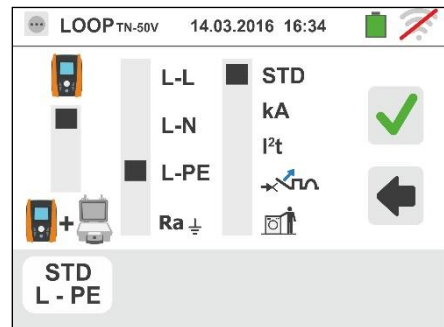 LOOP TN-50V 14.03.2016 16:34
L-L STD
L-N kA
I²t
L-PE
Ra
STD
L - PE